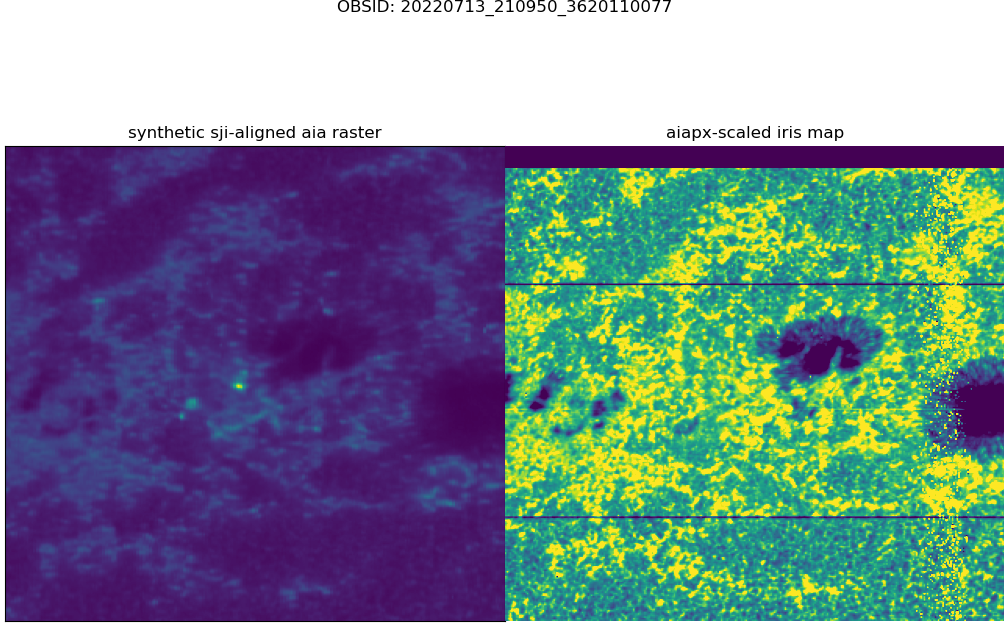 OBSID: 20220713_210950_3620110077
synthetic sji-aligned aia raster
aiapx-scaled iris map